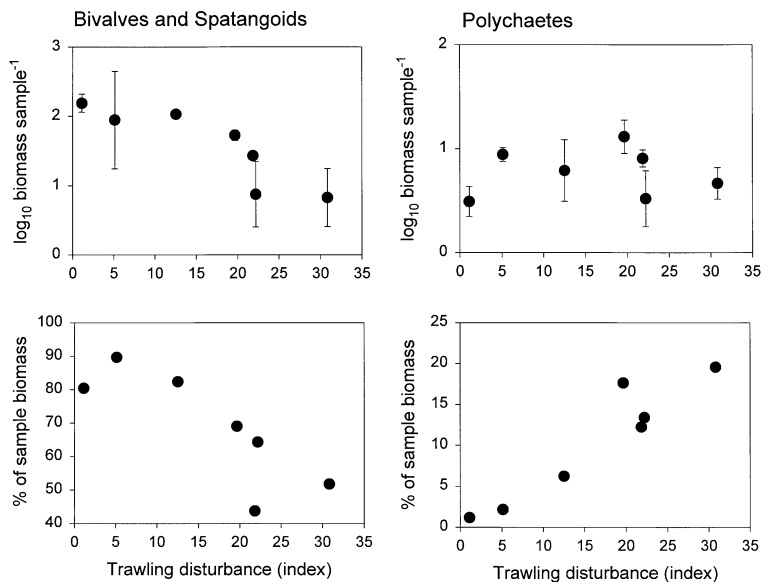 Bivalves and Spatangoids
log10 biomass sample-1
3
2
1
0
0 5 10 15 20 25 30 35
Polychaetes
log10 biomass sample-1
2
1
0
0 5 10 15 20 25 30 35
% of sample biomass
100
90
80
70
60
50
40
0 5 10 15 20 25 30 35
Trawling disturbance (index)
% of sample biomass
25
20
15
10
5
0
0 5 10 15 20 25 30 35
Trawling disturbance (index)